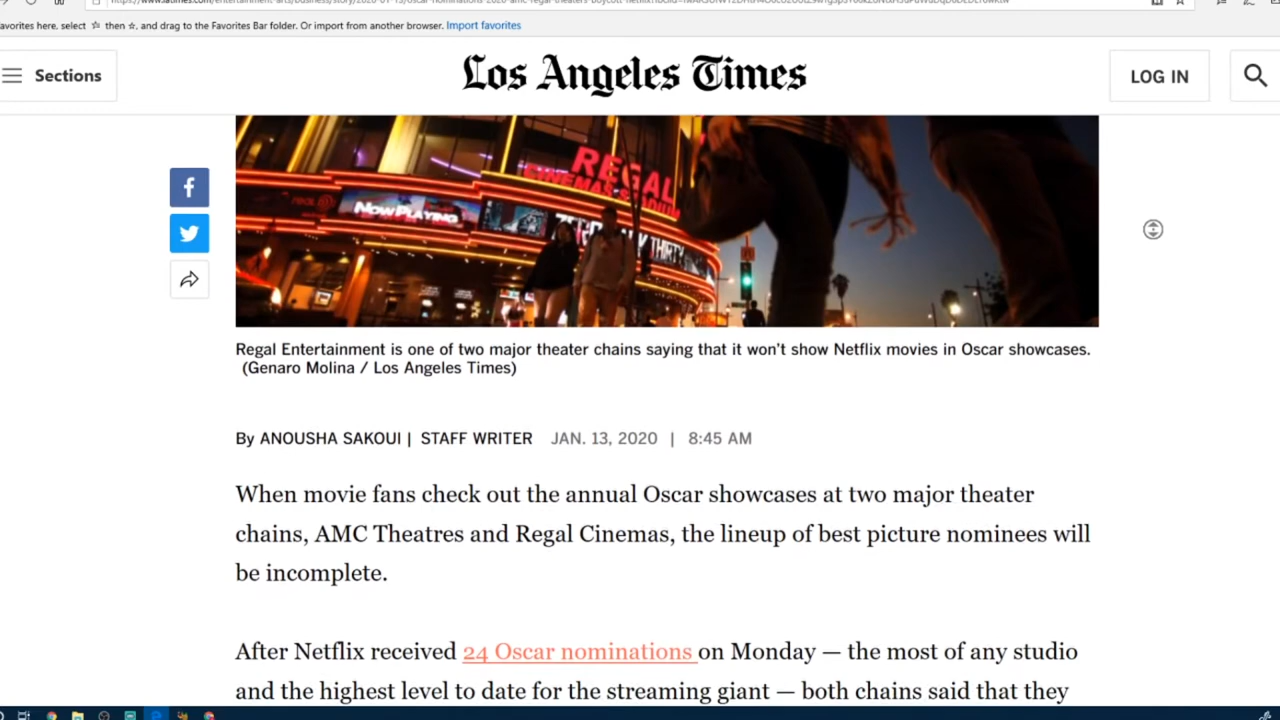 avorites here, select ☆ then ☆, and drag to the Favorites Bar folder. Or import from another browser. Import favorites
Sections
Los Angeles Times
LOG IN
REGAL
CINEMAS STADIUM
NOW PLAYING
Regal Entertainment is one of two major theater chains saying that it won't show Netflix movies in Oscar showcases.
(Genaro Molina / Los Angeles Times)
By ANOUSHA SAKOUI | STAFF WRITER JAN. 13, 2020 | 8:45 AM
When movie fans check out the annual Oscar showcases at two major theater
chains, AMC Theatres and Regal Cinemas, the lineup of best picture nominees will
be incomplete.
After Netflix received 24 Oscar nominations on Monday — the most of any studio
and the highest level to date for the streaming giant — both chains said that they